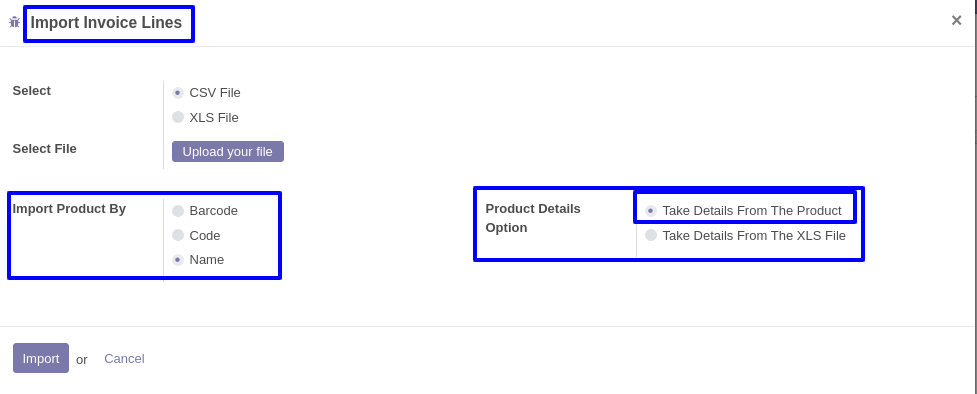 Import Invoice Lines
×
Select
CSV File
XLS File
Select File
Upload your file
Import Product By
Barcode
Code
Name
Product Details
Option
Take Details From The Product
Take Details From The XLS File
Import or Cancel